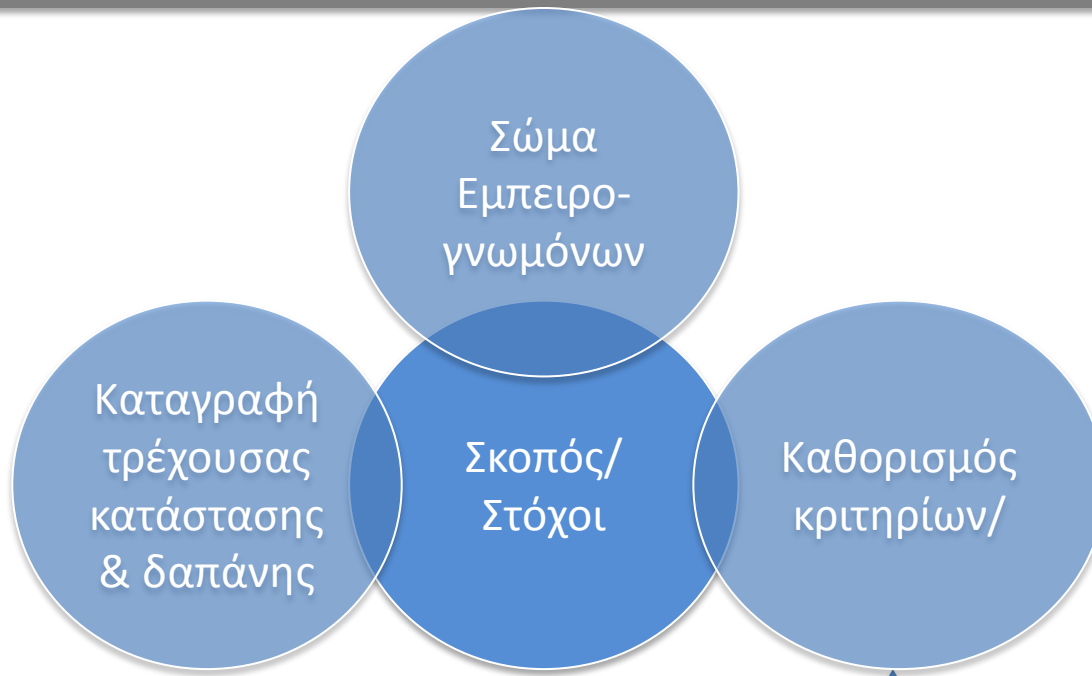 Σώμα
Εμπειρο-
γνωμόνων
Καταγραφή
τρέχουσας
κατάστασης
& δαπάνης
Σκοπός/
Στόχοι
Καθορισμός
κριτηρίων/